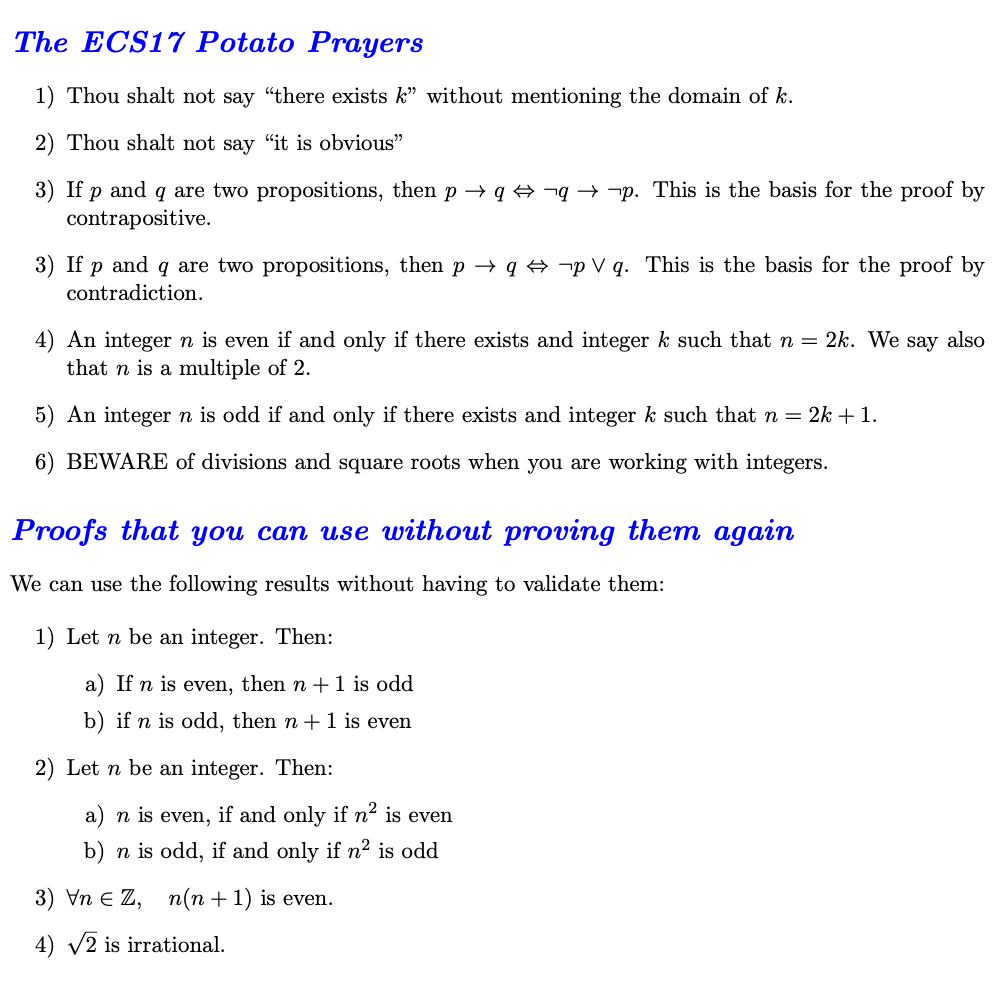 The ECS17 Potato Prayers
1) Thou shalt not say “there exists k” without mentioning the domain of k.
2) Thou shalt not say “it is obvious”
3) If p and q are two propositions, then p → q ⇔ ¬q → ¬p. This is the basis for the proof by
contrapositive.
3) If p and q are two propositions, then p → q ⇔ ¬p ∨ q. This is the basis for the proof by
contradiction.
4) An integer n is even if and only if there exists and integer k such that n = 2k. We say also
that n is a multiple of 2.
5) An integer n is odd if and only if there exists and integer k such that n = 2k + 1.
6) BEWARE of divisions and square roots when you are working with integers.
Proofs that you can use without proving them again
We can use the following results without having to validate them:
1) Let n be an integer. Then:
a) If n is even, then n + 1 is odd
b) if n is odd, then n + 1 is even
2) Let n be an integer. Then:
a) n is even, if and only if n² is even
b) n is odd, if and only if n² is odd
3) ∀n ∈ ℤ, n(n + 1) is even.
4) √2 is irrational.